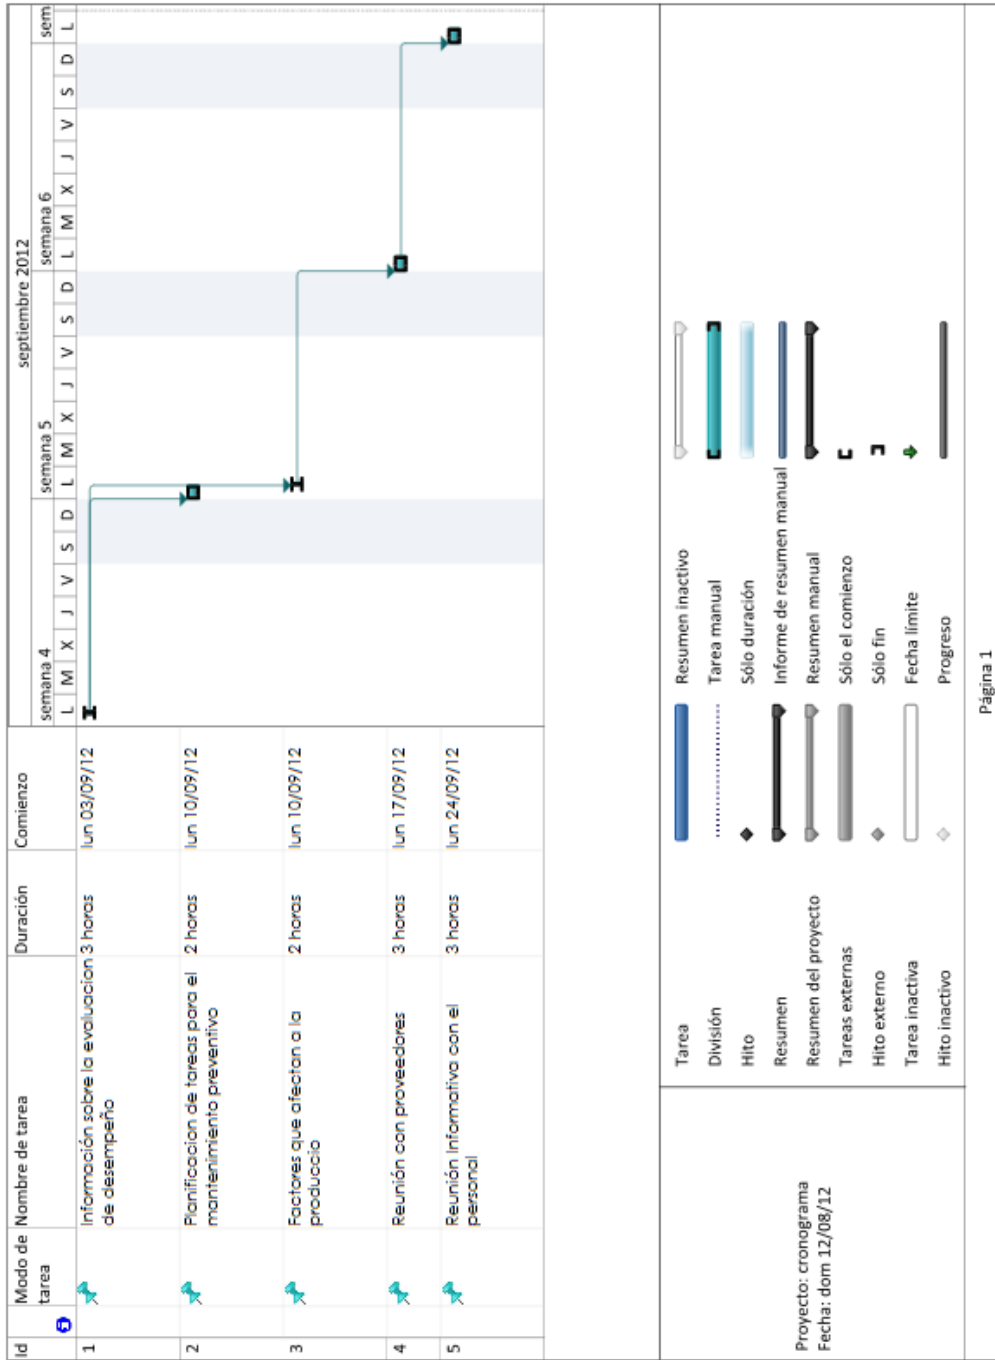 Id
Modo de tarea
Nombre de tarea
Duración
Comienzo
septiembre 2012
semana 4
semana 5
semana 6
sem
L M X J V S D L M X J V S D L M X J V S D L
1
Información sobre la evaluacion de desempeño
3 horas
lun 03/09/12
2
Planificacion de tareas para el mantenimiento preventivo
2 horas
lun 10/09/12
3
Factores que afectan a la produccio
2 horas
lun 10/09/12
4
Reunión con proveedores
3 horas
lun 17/09/12
5
Reunión Informativa con el personal
3 horas
lun 24/09/12
Proyecto: cronograma
Fecha: dom 12/08/12
Tarea
División
Hito
Resumen
Resumen del proyecto
Tareas externas
Hito externo
Tarea inactiva
Hito inactivo
Resumen inactivo
Tarea manual
Sólo duración
Informe de resumen manual
Resumen manual
Sólo el comienzo
Sólo fin
Fecha límite
Progreso
Página 1